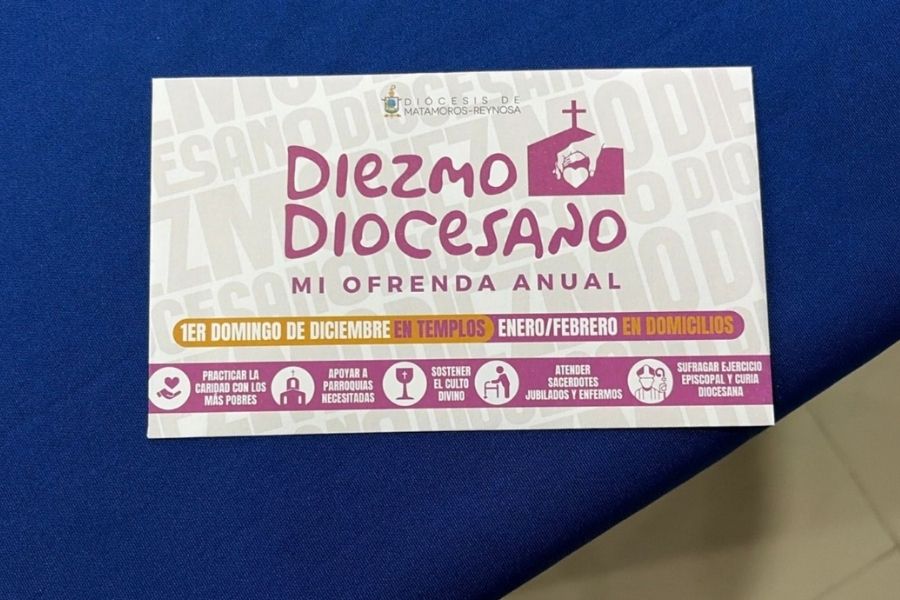 DIÓCESIS DE
MATAMOROS-REYNOSA
DIEZMO
DIOCESANO
MI OFRENDA ANUAL
1ER DOMINGO DE DICIEMBRE EN TEMPLOS ENERO/FEBRERO EN DOMICILIOS
PRACTICAR LA
CARIDAD CON LOS
MÁS POBRES
APOYAR A
PARROQUIAS
NECESITADAS
SOSTENER
EL CULTO
DIVINO
ATENDER
SACERDOTES
JUBILADOS Y ENFERMOS
SUFRAGAR EJERCICIO
EPISCOPAL Y CURIA
DIOCESANA